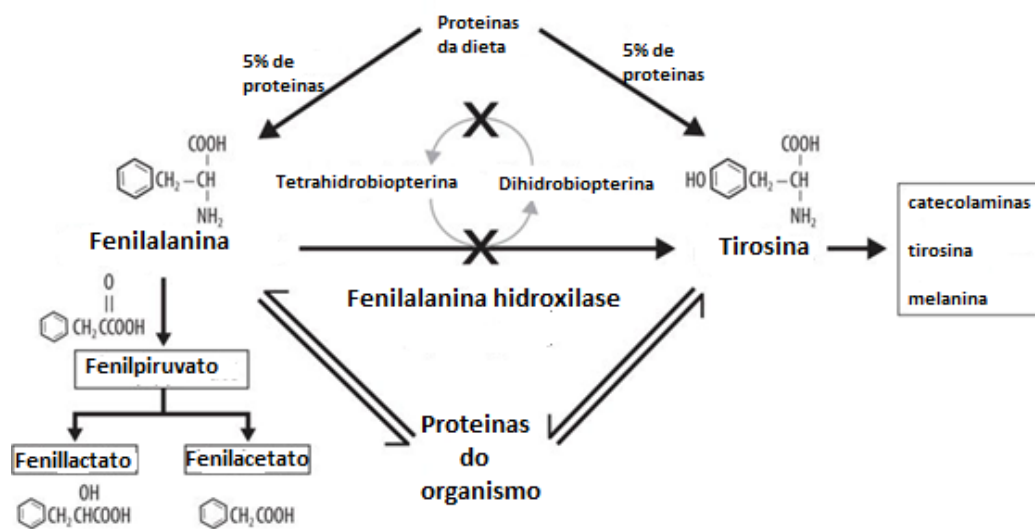 Proteinas
da dieta
5% de
proteinas
5% de
proteinas
COOH
CH2-CH
NH2
Fenilalanina
Tetrahidrobiopterina
Dihidrobiopterina
X
X
COOH
HO
CH2-CH
NH2
Tirosina
catecolaminas
tirosina
melanina
Fenilalanina hidroxilase
O
CH2CCOOH
Fenilpiruvato
Fenillactato
Fenilacetato
OH
CH2CHCOOH
CH2COOH
Proteinas
do
organismo